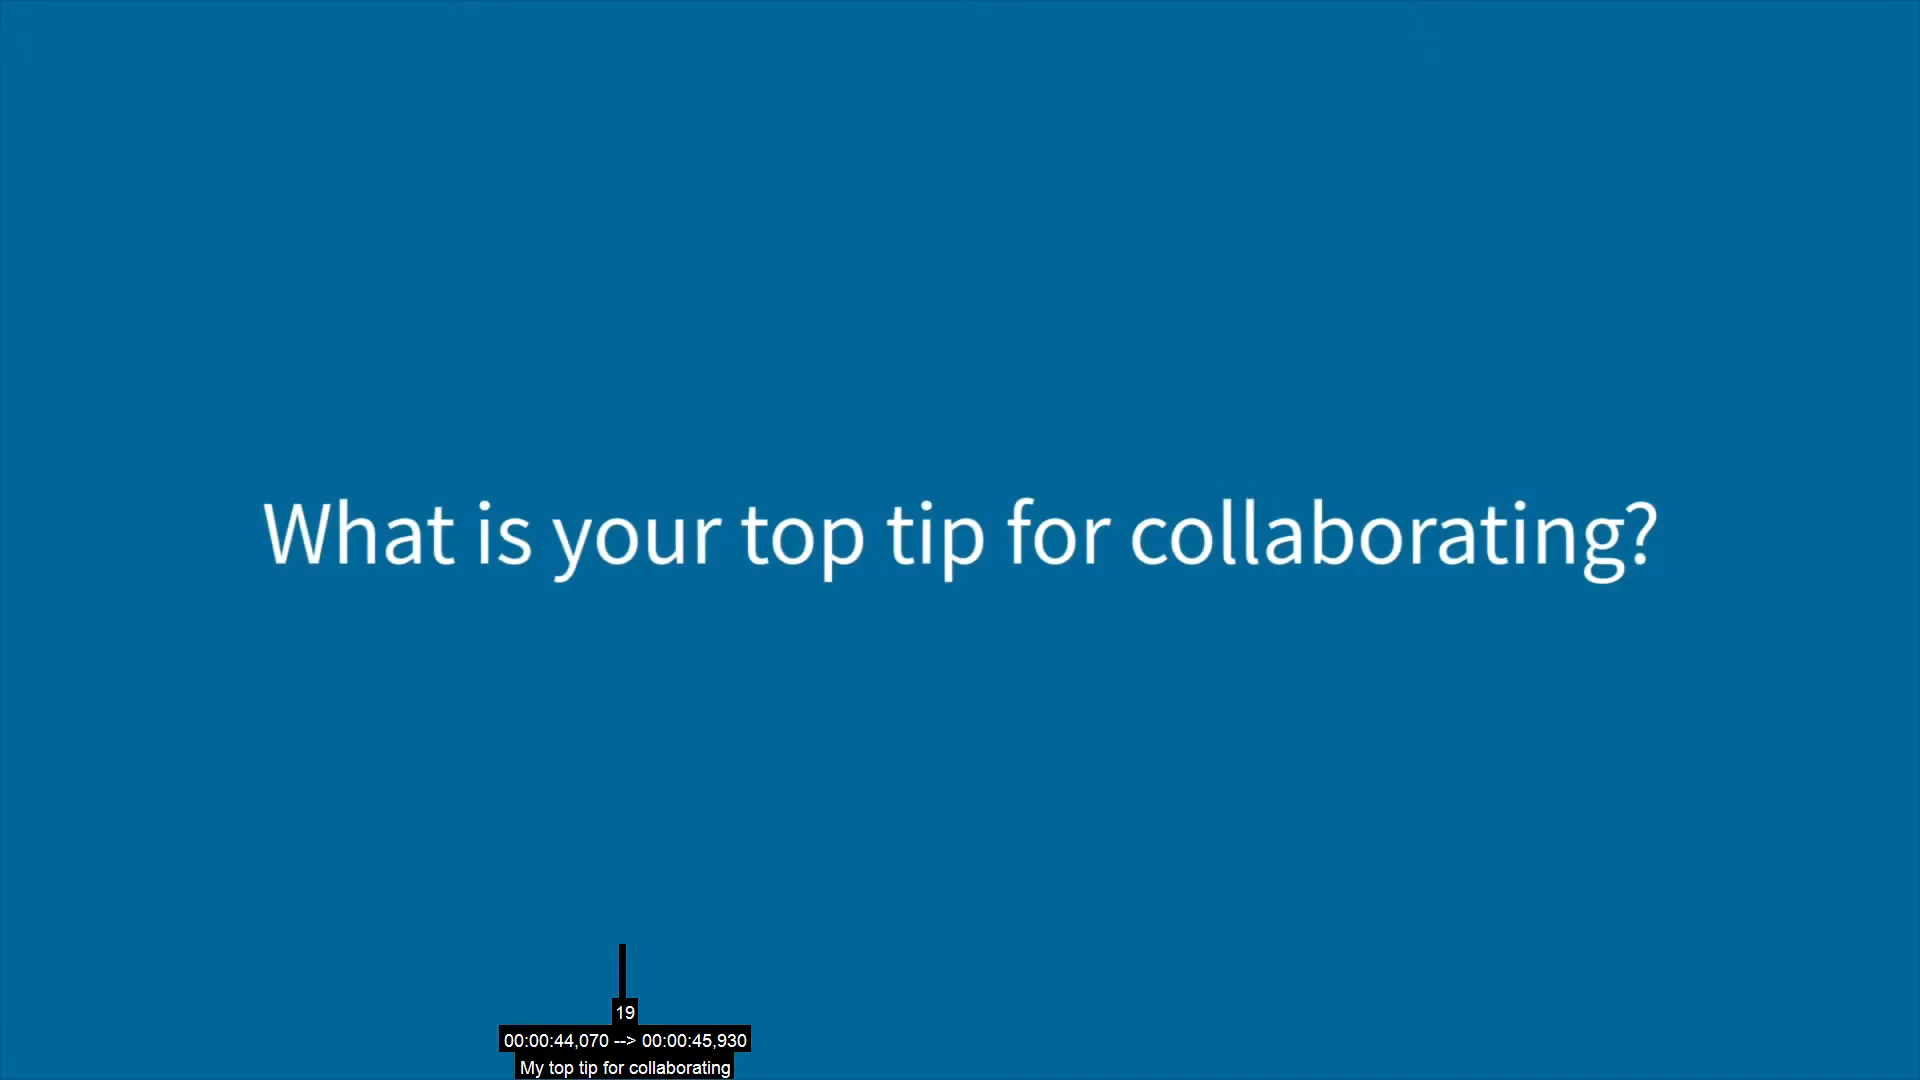 What is your top tip for collaborating?
19
00:00:44,070 --> 00:00:45,930
My top tip for collaborating